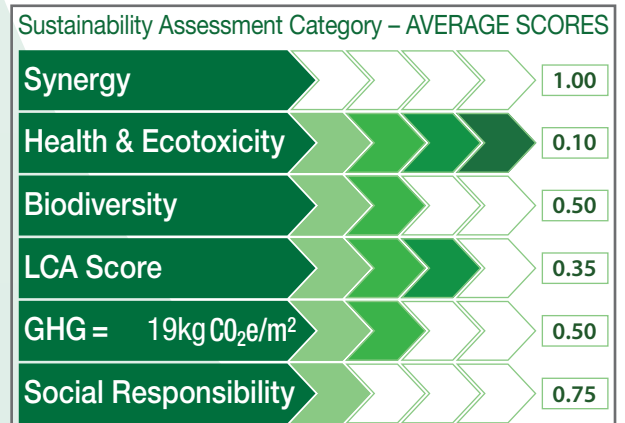 Sustainability Assessment Category – AVERAGE SCORES
Synergy 1.00
Health & Ecotoxicity 0.10
Biodiversity 0.50
LCA Score 0.35
GHG = 19kg CO₂e/m² 0.50
Social Responsibility 0.75